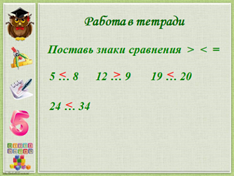 Работа в тетради
Поставь знаки сравнения > < =
5 <... 8 12 >... 9 19 <... 20
24 <... 34